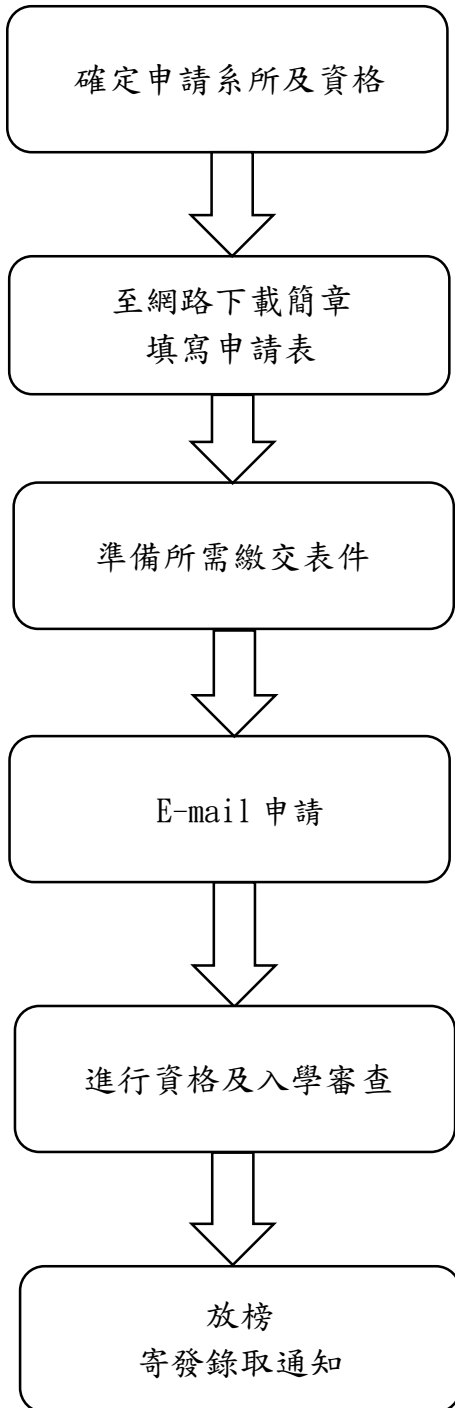 確定申請系所及資格
至網路下載簡章
填寫申請表
準備所需繳交表件
E-mail 申請
進行資格及入學審查
放榜
寄發錄取通知